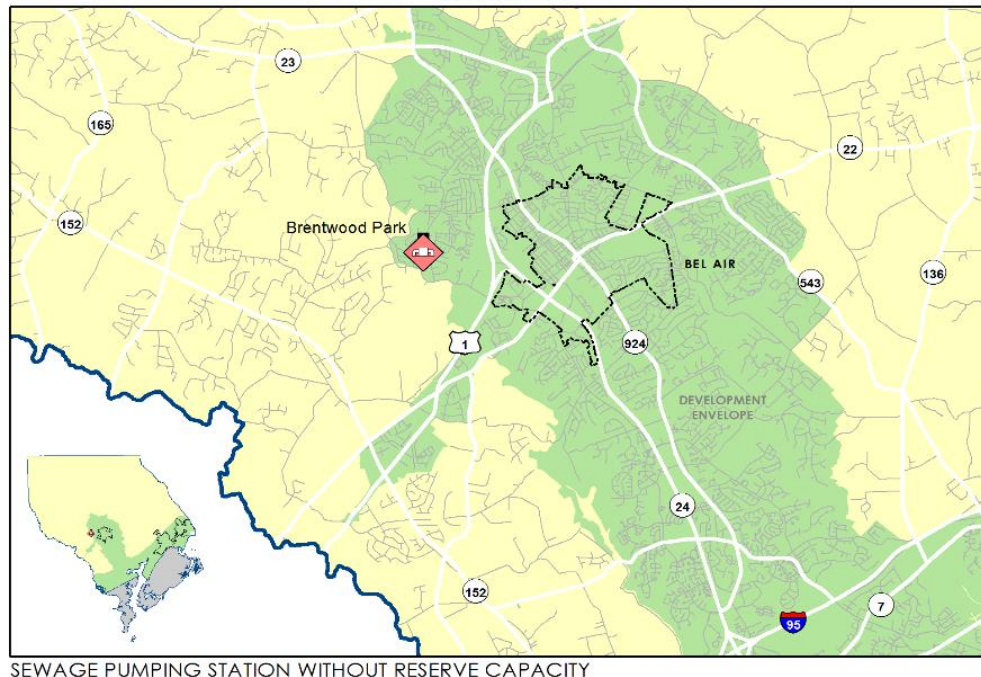 23
165
22
152
Brentwood Park
BEL AIR
136
543
1
924
DEVELOPMENT
ENVELOPE
24
152
7
95
SEWAGE PUMPING STATION WITHOUT RESERVE CAPACITY